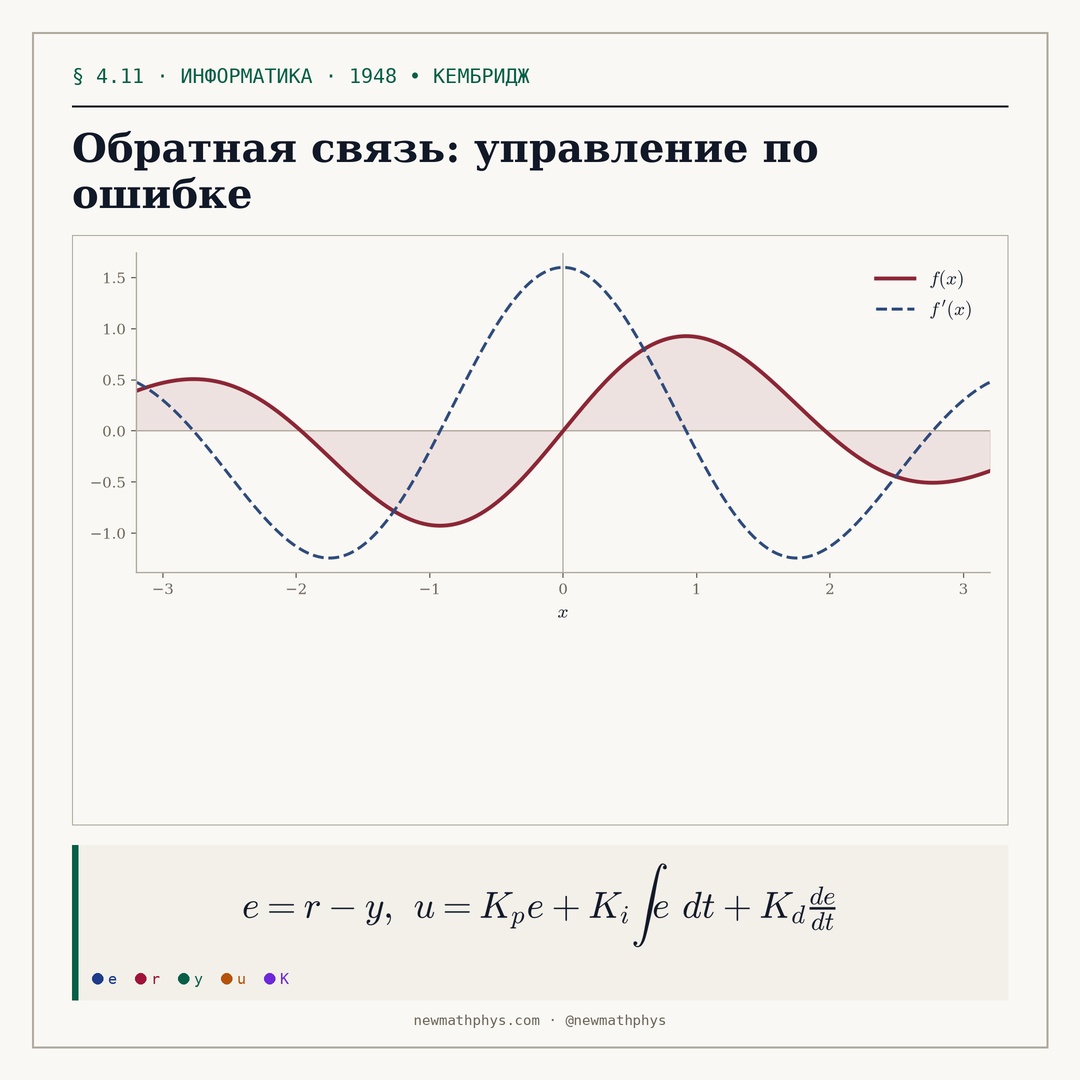 § 4.11 · ИНФОРМАТИКА · 1948 • КЕМБРИДЖ
Обратная связь: управление по
ошибке
f(x)
f′(x)
1.5
1.0
0.5
0.0
−0.5
−1.0
−3 −2 −1 0 1 2 3
x
e = r − y, u = K_p e + K_i ∫ e dt + K_d de/dt
e r y u K
newmathphys.com · @newmathphys